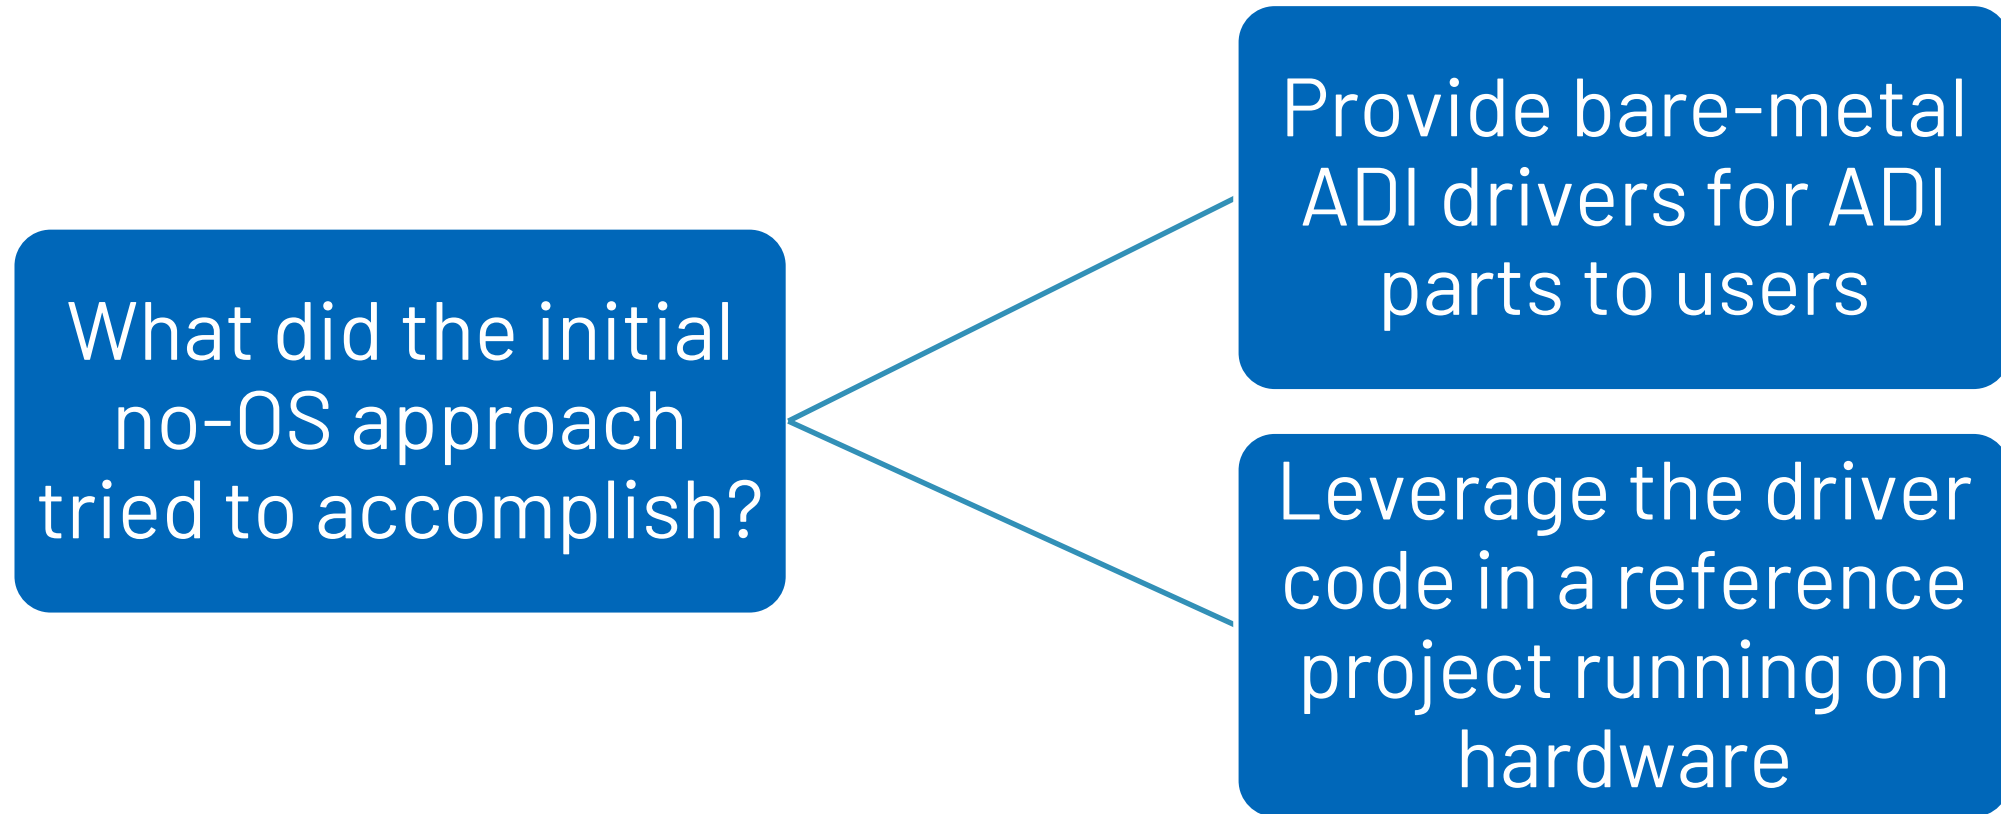 What did the initial
no-OS approach
tried to accomplish?
Provide bare-metal
ADI drivers for ADI
parts to users
Leverage the driver
code in a reference
project running on
hardware